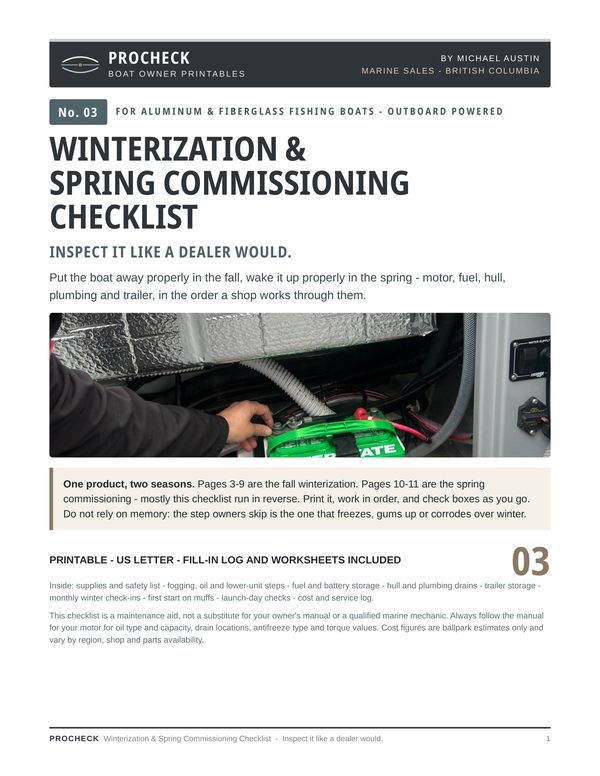 PROCHECK
BOAT OWNER PRINTABLES
BY MICHAEL AUSTIN
MARINE SALES - BRITISH COLUMBIA
No. 03
FOR ALUMINUM & FIBERGLASS FISHING BOATS - OUTBOARD POWERED
WINTERIZATION &
SPRING COMMISSIONING
CHECKLIST
INSPECT IT LIKE A DEALER WOULD.
Put the boat away properly in the fall, wake it up properly in the spring - motor, fuel, hull,
plumbing and trailer, in the order a shop works through them.
One product, two seasons. Pages 3-9 are the fall winterization. Pages 10-11 are the spring
commissioning - mostly this checklist run in reverse. Print it, work in order, and check boxes as you go.
Do not rely on memory: the step owners skip is the one that freezes, gums up or corrodes over winter.
PRINTABLE - US LETTER - FILL-IN LOG AND WORKSHEETS INCLUDED
03
Inside: supplies and safety list - fogging, oil and lower-unit steps - fuel and battery storage - hull and plumbing drains - trailer storage -
monthly winter check-ins - first start on muffs - launch-day checks - cost and service log.
This checklist is a maintenance aid, not a substitute for your owner's manual or a qualified marine mechanic. Always follow the manual
for your motor for oil type and capacity, drain locations, antifreeze type and torque values. Cost figures are ballpark estimates only and
vary by region, shop and parts availability.
PROCHECK Winterization & Spring Commissioning Checklist - Inspect it like a dealer would.
1